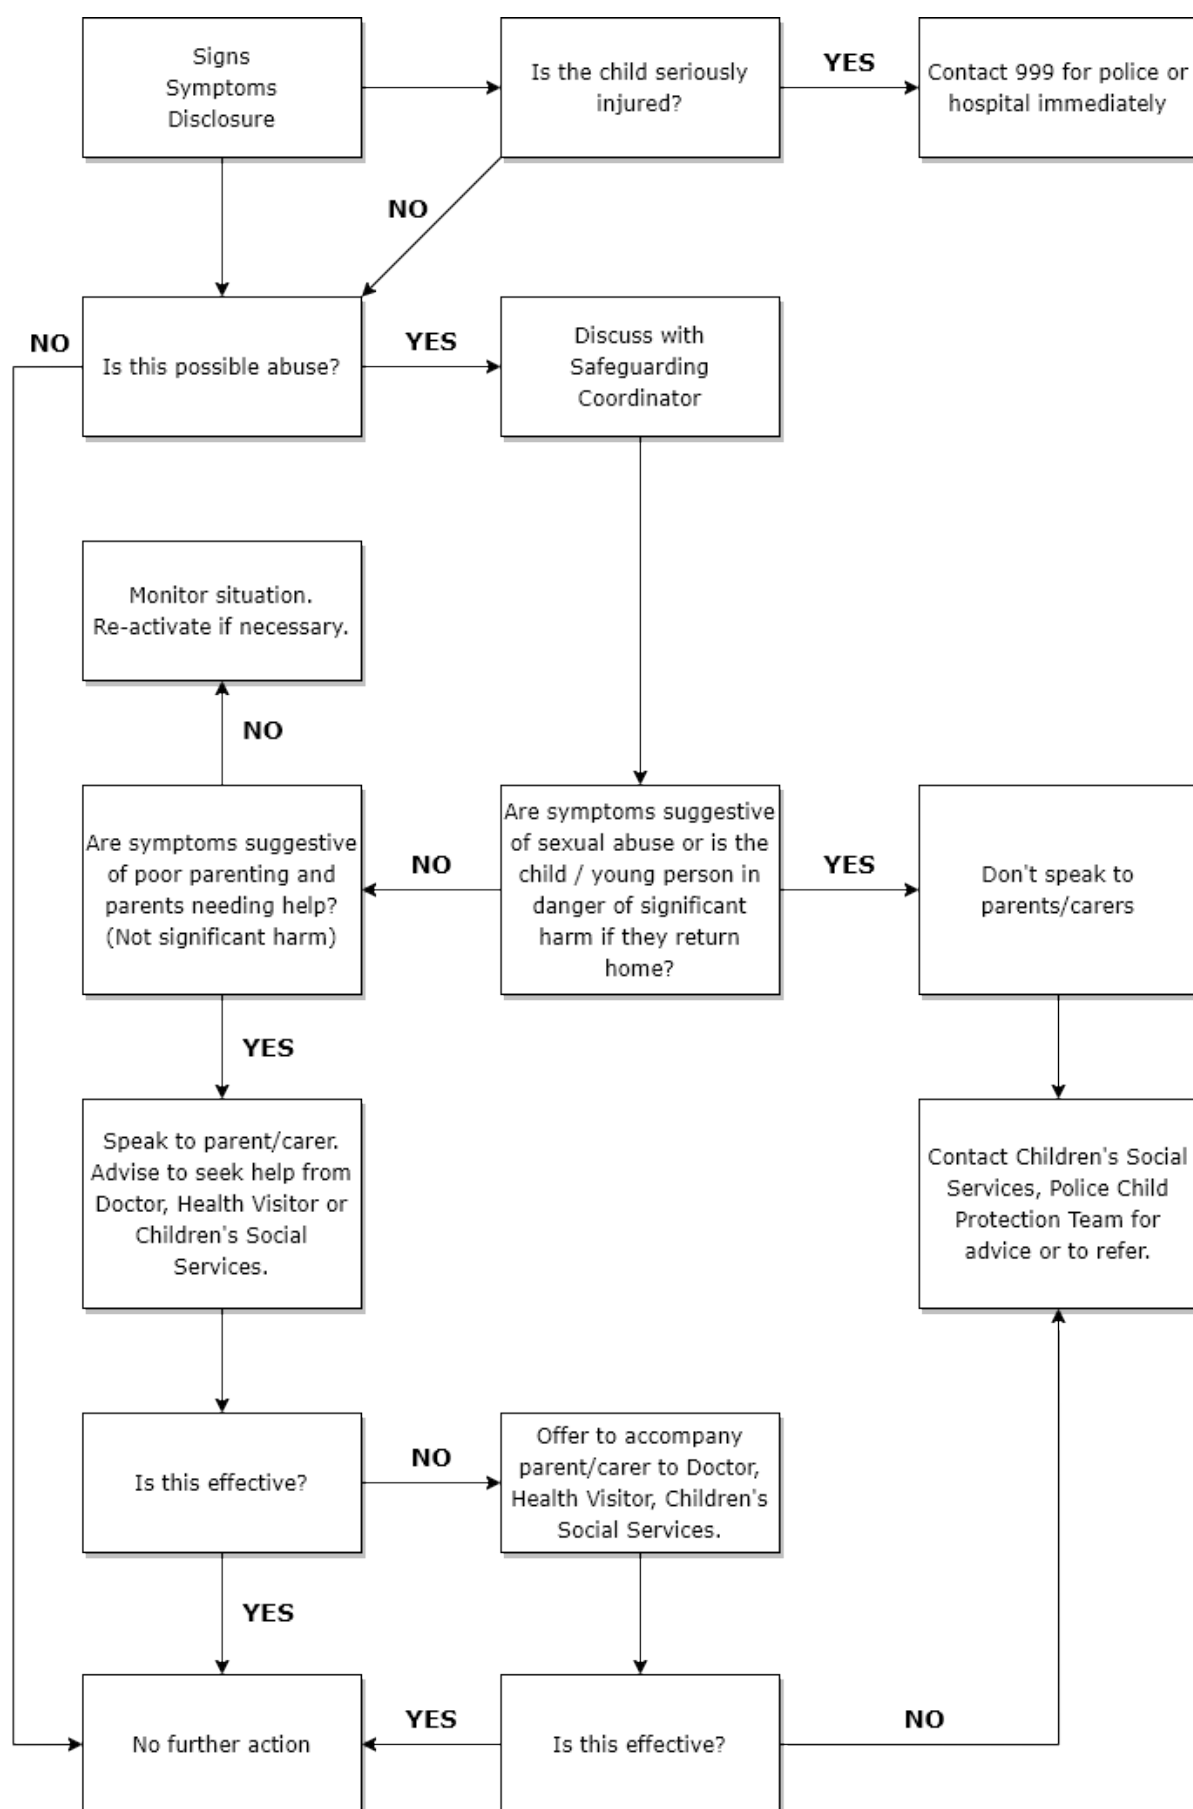 Signs
Symptoms
Disclosure
Is the child seriously
injured?
YES
Contact 999 for police or
hospital immediately
NO
NO
Is this possible abuse?
YES
Discuss with
Safeguarding
Coordinator
Monitor situation.
Re-activate if necessary.
NO
Are symptoms suggestive
of poor parenting and
parents needing help?
(Not significant harm)
NO
Are symptoms suggestive
of sexual abuse or is the
child / young person in
danger of significant
harm if they return
home?
YES
Don't speak to
parents/carers
YES
Speak to parent/carer.
Advise to seek help from
Doctor, Health Visitor or
Children's Social
Services.
Contact Children's Social
Services, Police Child
Protection Team for
advice or to refer.
Is this effective?
NO
Offer to accompany
parent/carer to Doctor,
Health Visitor, Children's
Social Services.
YES
No further action
YES
Is this effective?
NO